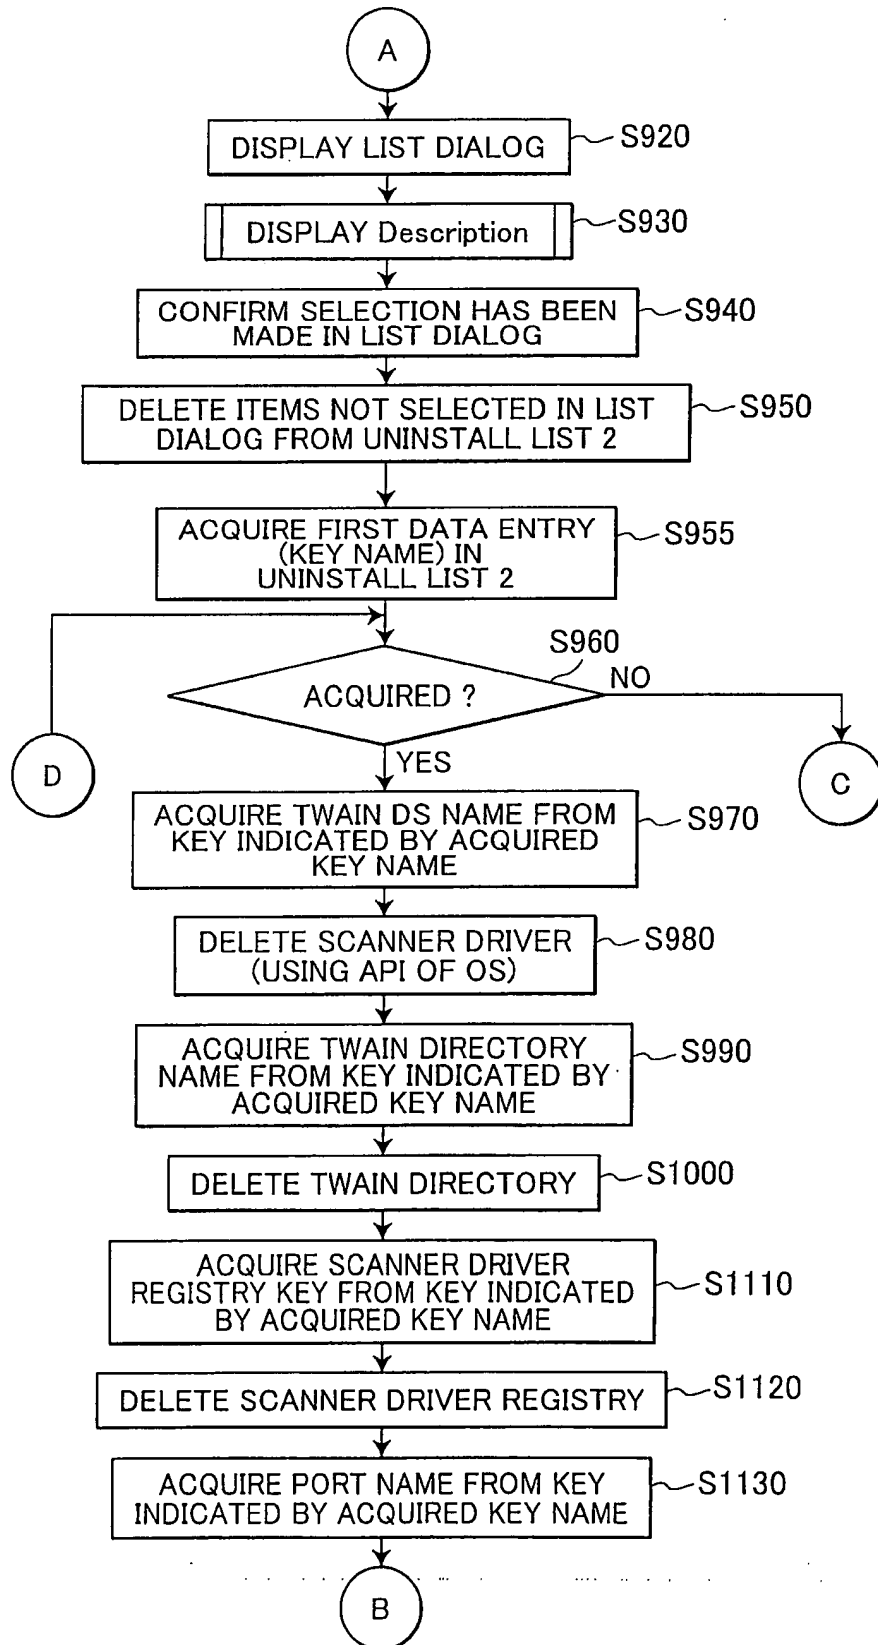 A
DISPLAY LIST DIALOG
S920
DISPLAY Description
S930
CONFIRM SELECTION HAS BEEN
MADE IN LIST DIALOG
S940
DELETE ITEMS NOT SELECTED IN LIST
DIALOG FROM UNINSTALL LIST 2
S950
ACQUIRE FIRST DATA ENTRY
(KEY NAME) IN
UNINSTALL LIST 2
S955
S960
ACQUIRED ?
NO
YES
D
C
ACQUIRE TWAIN DS NAME FROM
KEY INDICATED BY ACQUIRED
KEY NAME
S970
DELETE SCANNER DRIVER
(USING API OF OS)
S980
ACQUIRE TWAIN DIRECTORY
NAME FROM KEY INDICATED BY
ACQUIRED KEY NAME
S990
DELETE TWAIN DIRECTORY
S1000
ACQUIRE SCANNER DRIVER
REGISTRY KEY FROM KEY INDICATED
BY ACQUIRED KEY NAME
S1110
DELETE SCANNER DRIVER REGISTRY
S1120
ACQUIRE PORT NAME FROM KEY
INDICATED BY ACQUIRED KEY NAME
S1130
B